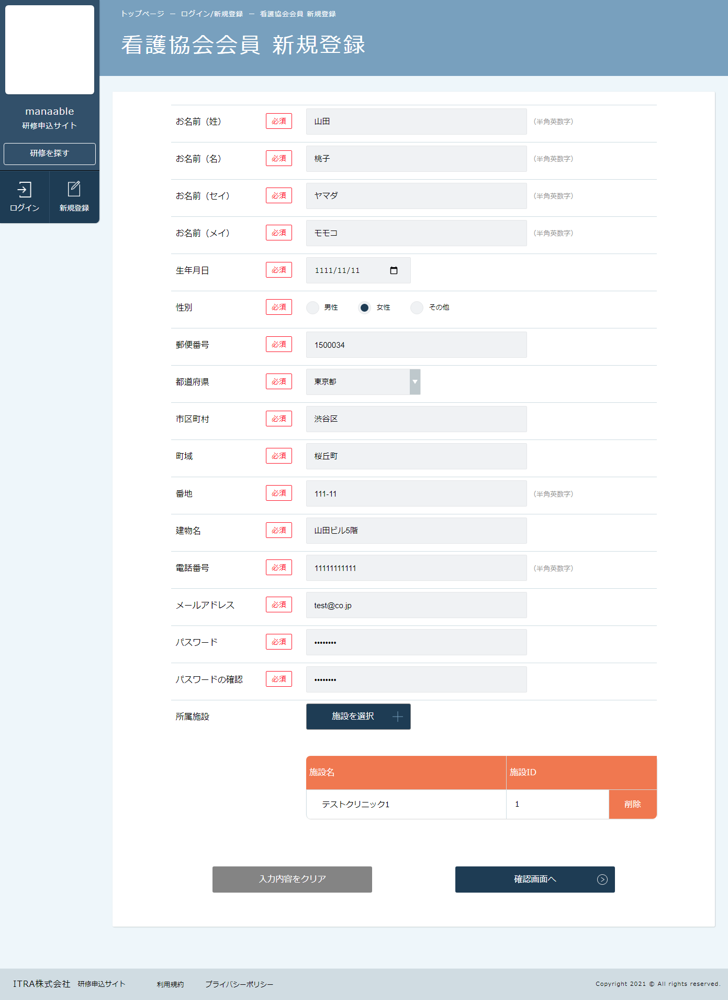 トップページ － ログイン/新規登録 － 看護協会会員 新規登録
看護協会会員 新規登録
manaable
研修申込サイト
研修を探す
ログイン 新規登録
お名前（姓） 必須 山田 （半角英数字）
お名前（名） 必須 桃子 （半角英数字）
お名前（セイ） 必須 ヤマダ （半角英数字）
お名前（メイ） 必須 モモコ （半角英数字）
生年月日 必須 1111/11/11
性別 必須 男性 女性 その他
郵便番号 必須 1500034
都道府県 必須 東京都
市区町村 必須 渋谷区
町域 必須 桜丘町
番地 必須 111-11 （半角英数字）
建物名 必須 山田ビル5階
電話番号 必須 11111111111 （半角英数字）
メールアドレス 必須 test@co.jp
パスワード 必須 ••••••••
パスワードの確認 必須 ••••••••
所属施設 施設を選択
施設名 施設ID
テストクリニック1 1 削除
入力内容をクリア 確認画面へ
ITRA株式会社 研修申込サイト 利用規約 プライバシーポリシー Copyright 2021 © All rights reserved.